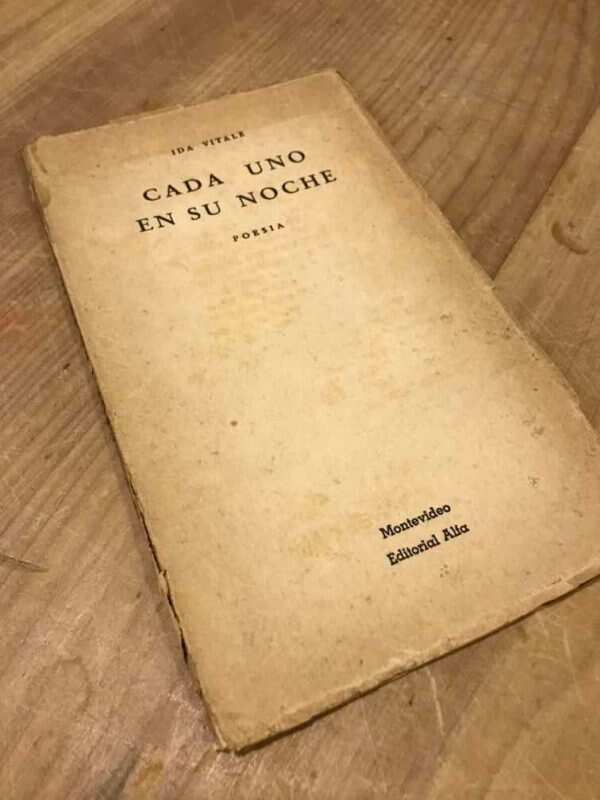 IDA VITALE
CADA UNO
EN SU NOCHE
POESIA
Montevideo
Editorial Alfa